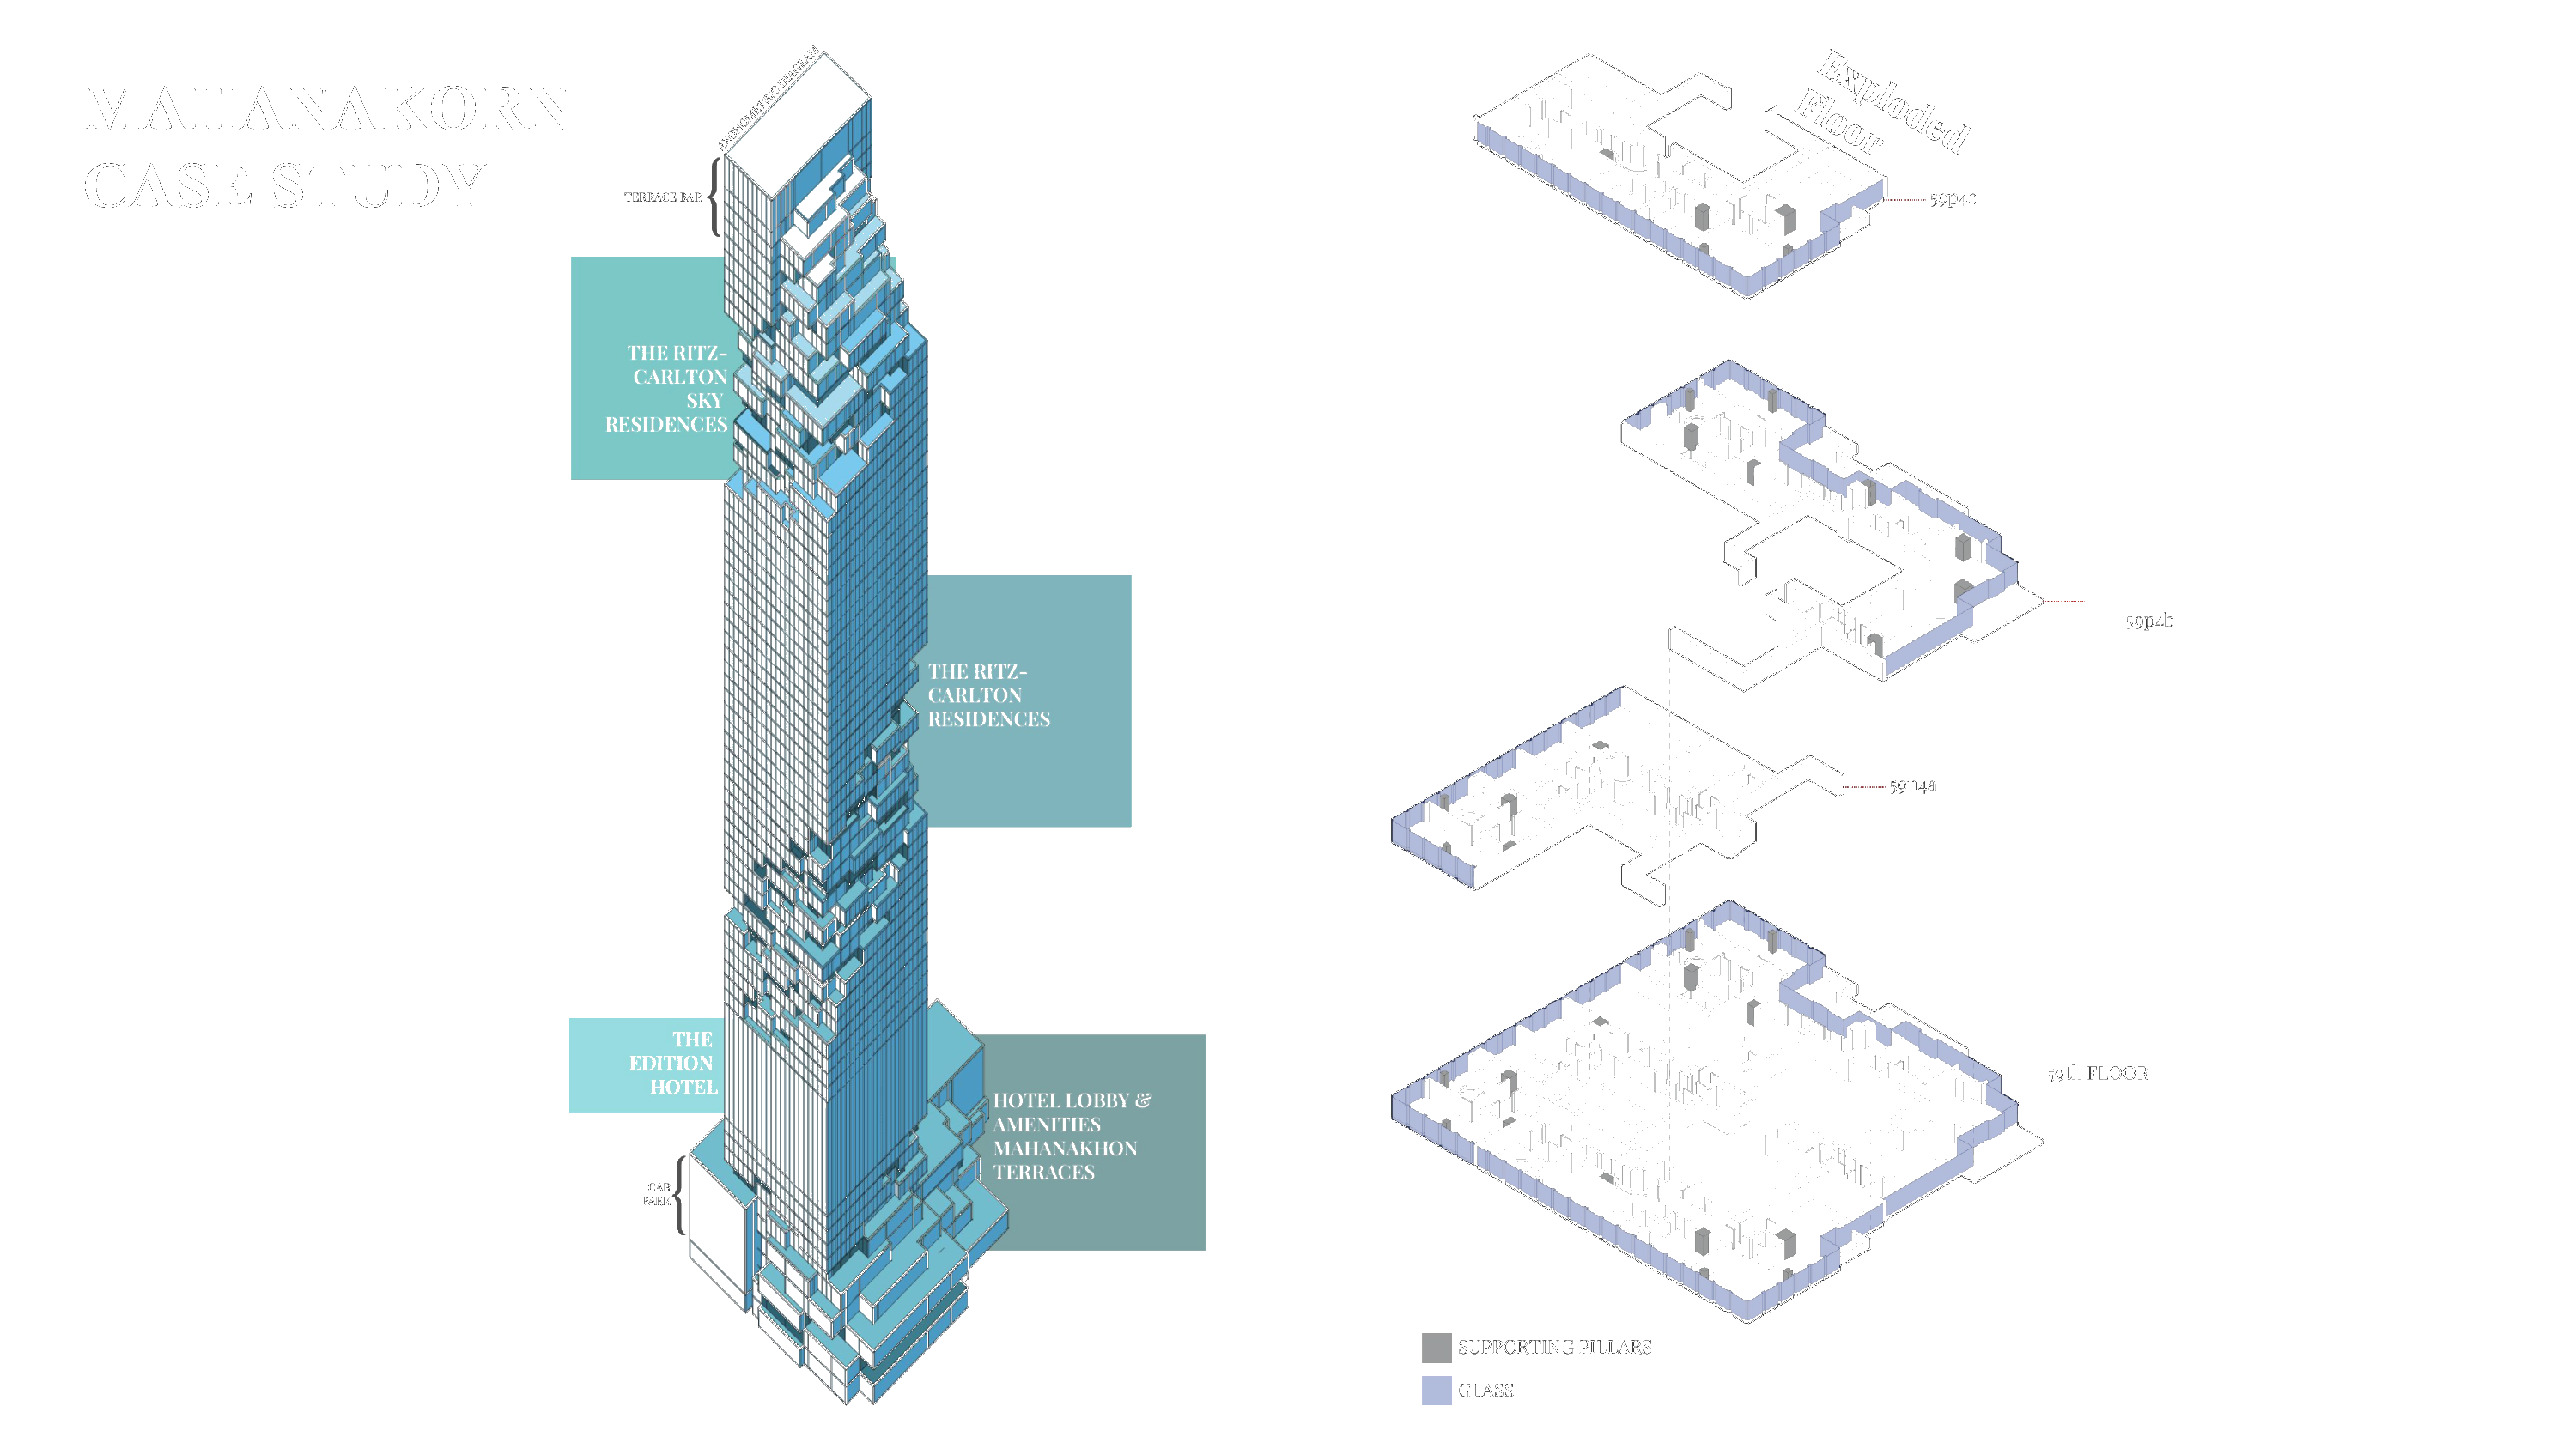 MAHANAKORN
CASE STUDY
AXONOMETRIC DIAGRAM
TERRACE BAR
THE RITZ-
CARLTON
SKY
RESIDENCES
THE RITZ-
CARLTON
RESIDENCES
THE
EDITION
HOTEL
HOTEL LOBBY &
AMENITIES
MAHANAKHON
TERRACES
CAR
PARK
Exploded
Floor
59p4c
59p4b
59n4a
59th FLOOR
SUPPORTING PILLARS
GLASS